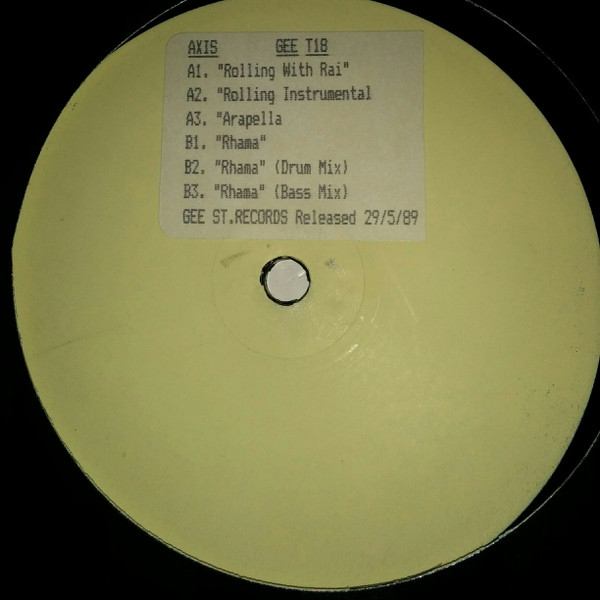 AXIS GEE T18
A1. "Rolling With Rai"
A2. "Rolling Instrumental
A3. "Arapella
B1. "Rhama"
B2. "Rhama" (Drum Mix)
B3. "Rhama" (Bass Mix)
GEE ST.RECORDS Released 29/5/89